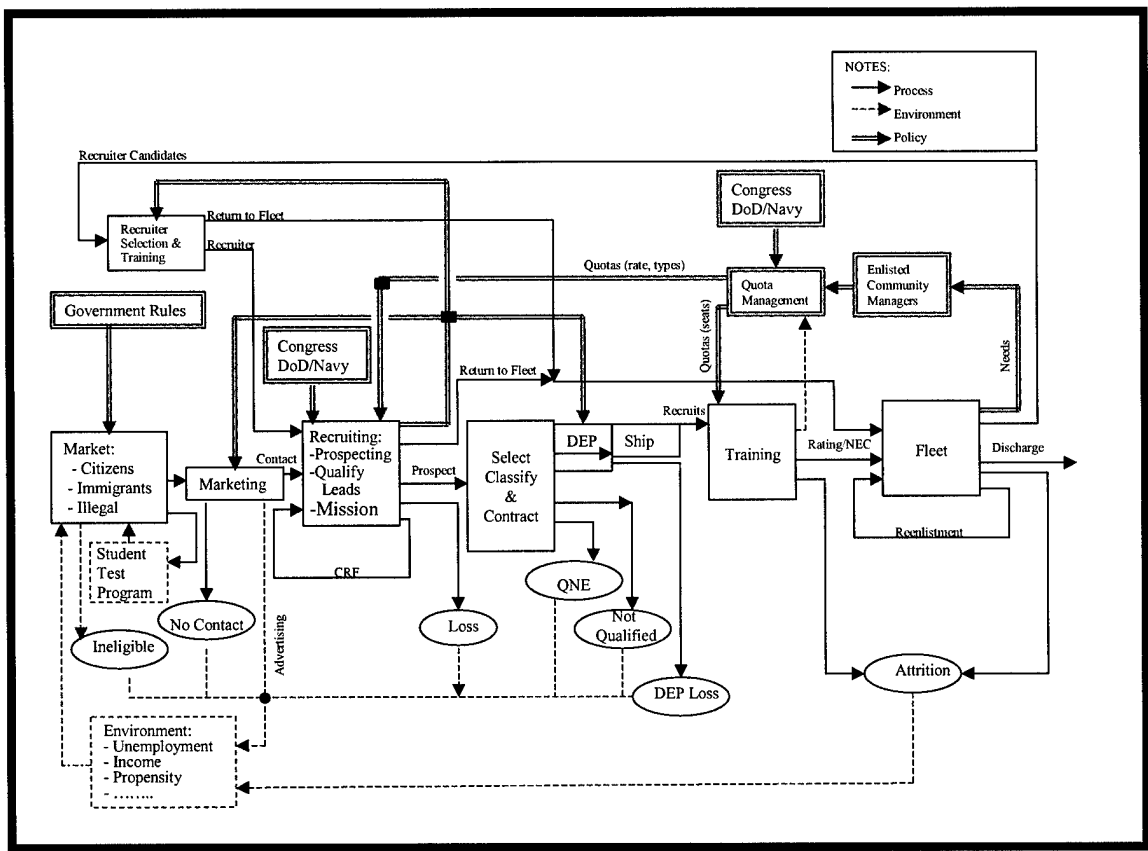 NOTES:
Process
Environment
Policy
Recruiter Candidates
Congress
DoD/Navy
Return to Fleet
Recruiter
Selection &
Training
Recruiter
Quotas (rate, types)
Quota
Management
Enlisted
Community
Managers
Government Rules
Quotas (seats)
Needs
Congress
DoD/Navy
Return to Fleet
Market:
- Citizens
- Immigrants
- Illegal
Marketing
Contact
Recruiting:
-Prospecting
-Qualify
Leads
-Mission
Prospect
Select
Classify
&
Contract
DEP
Ship
Recruits
Training
Rating/NEC
Fleet
Discharge
Reenlistment
Student
Test
Program
CRF
QNE
No Contact
Ineligible
Advertising
Loss
Not
Qualified
DEP Loss
Attrition
Environment:
- Unemployment
- Income
- Propensity
- ........